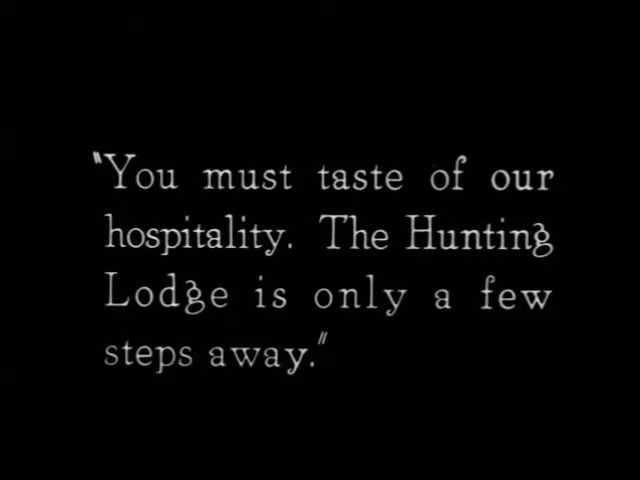 "You must taste of our
hospitality. The Hunting
Lodge is only a few
steps away."